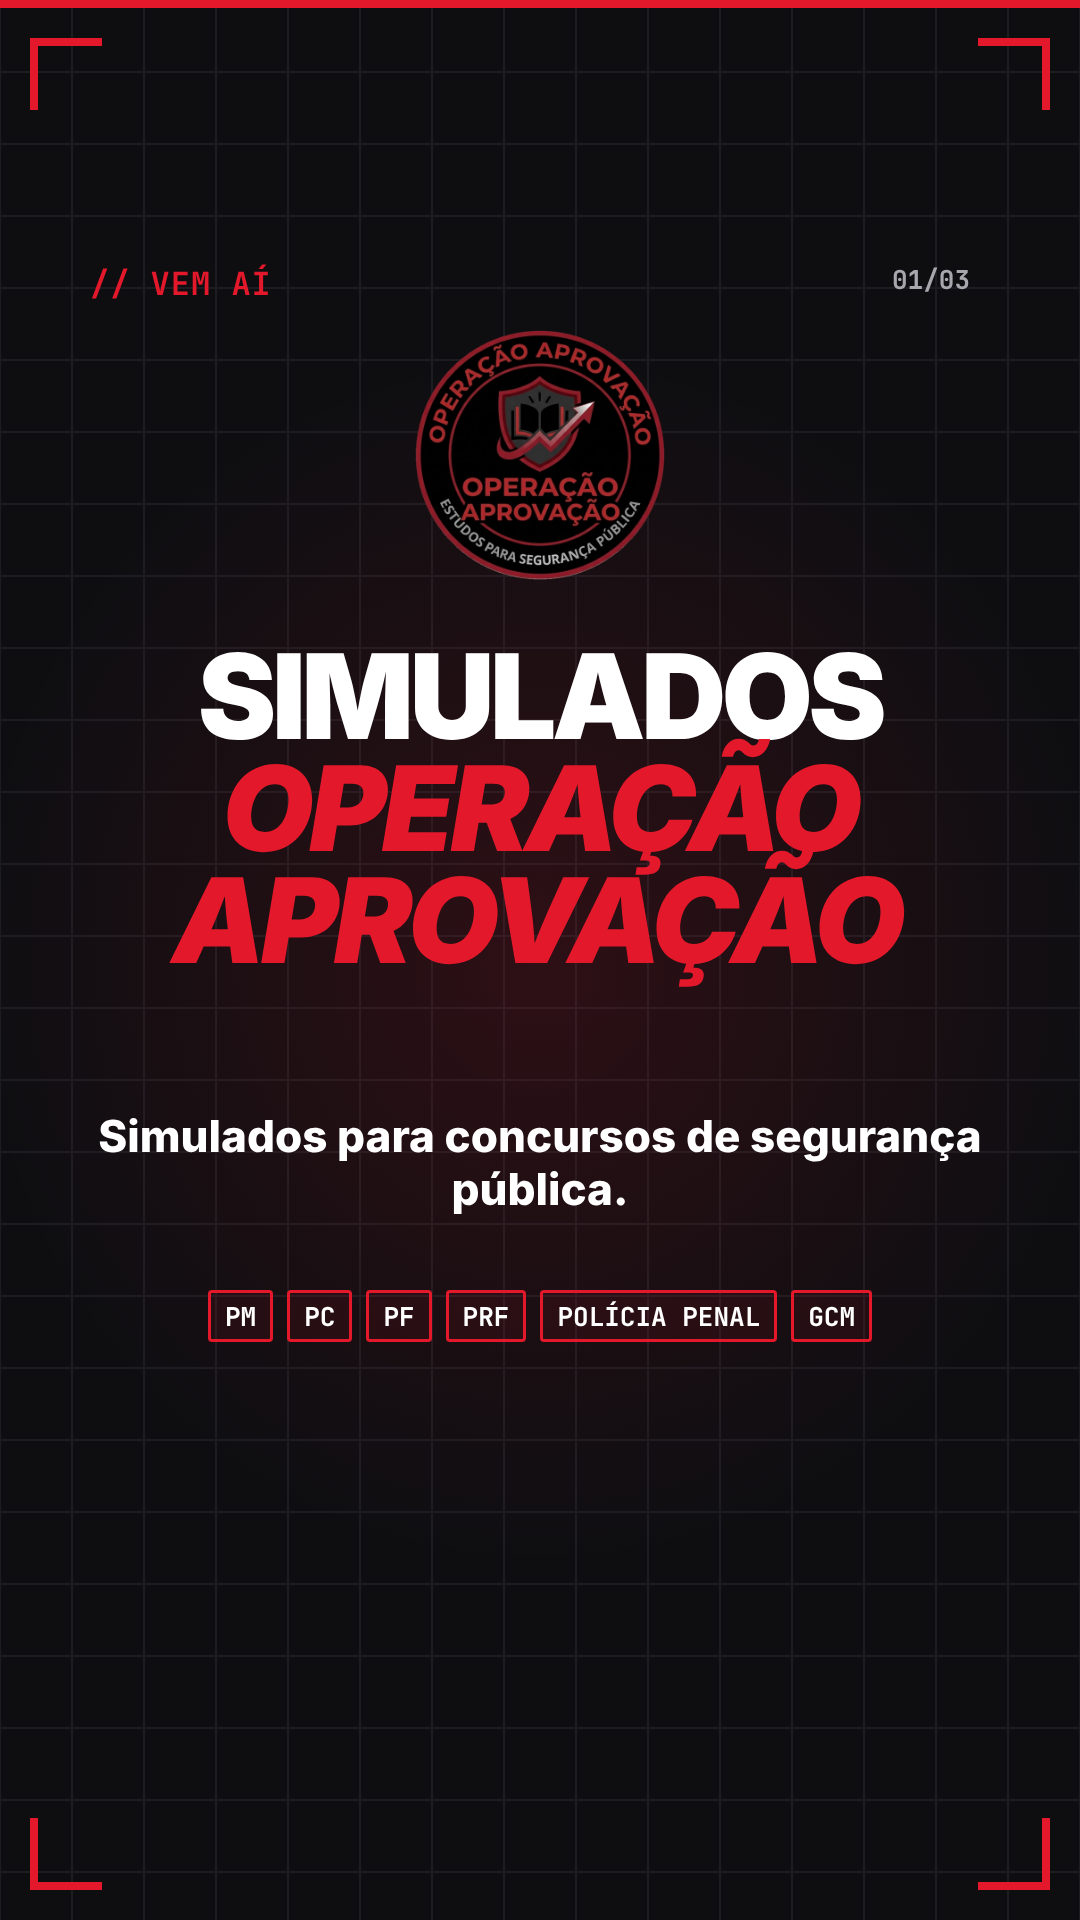 // VEM AÍ
01/03
OPERAÇÃO APROVAÇÃO
OPERAÇÃO
APROVAÇÃO
ESTUDOS PARA SEGURANÇA PÚBLICA
SIMULADOS
OPERAÇÃO
APROVAÇÃO
Simulados para concursos de segurança
pública.
PM PC PF PRF POLÍCIA PENAL GCM